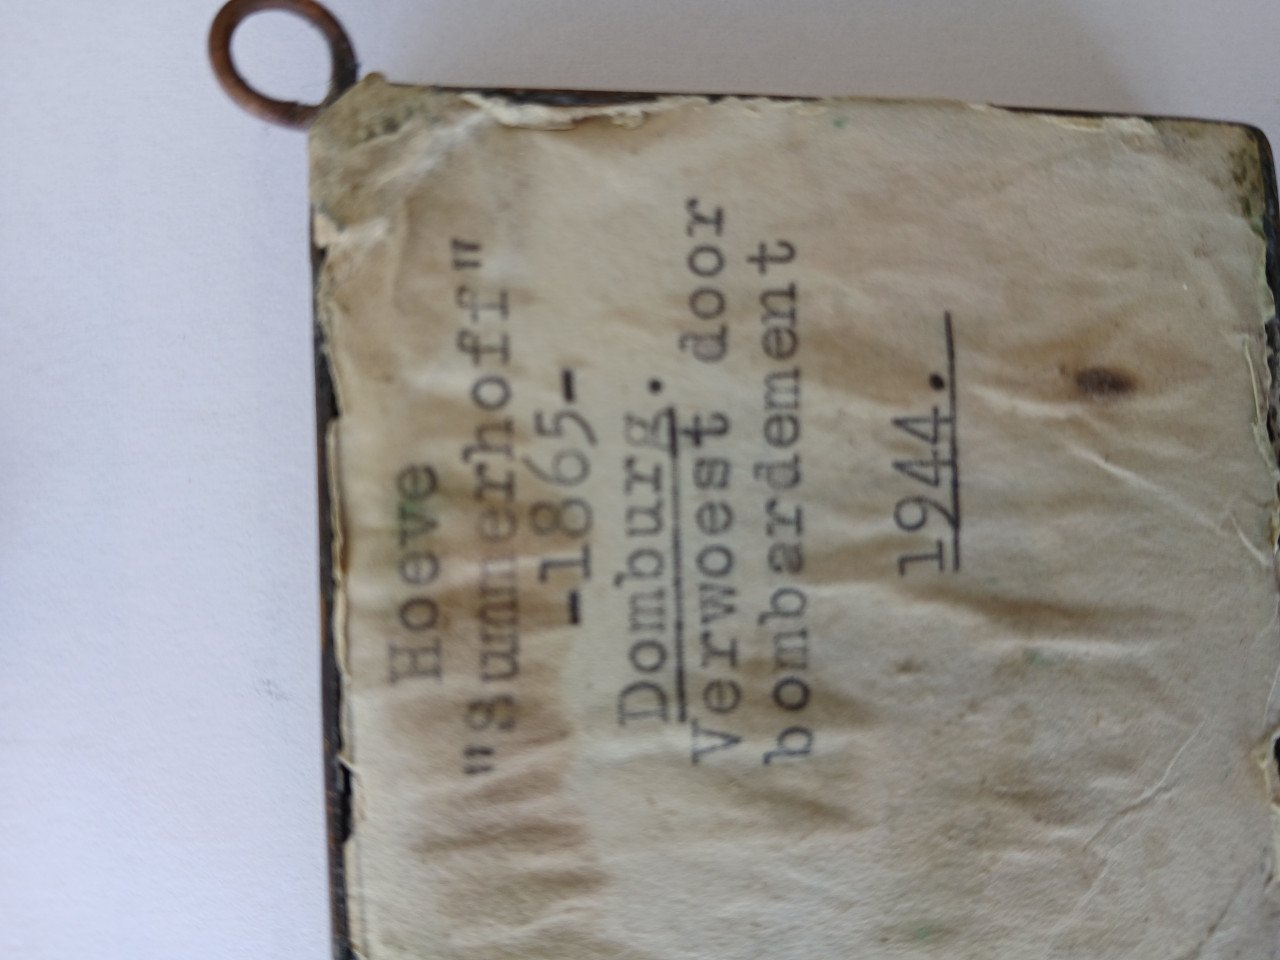 Hoeve
"Summerhoff"
-1865-
Domburg.
Verwoest door
bombardement
1944.